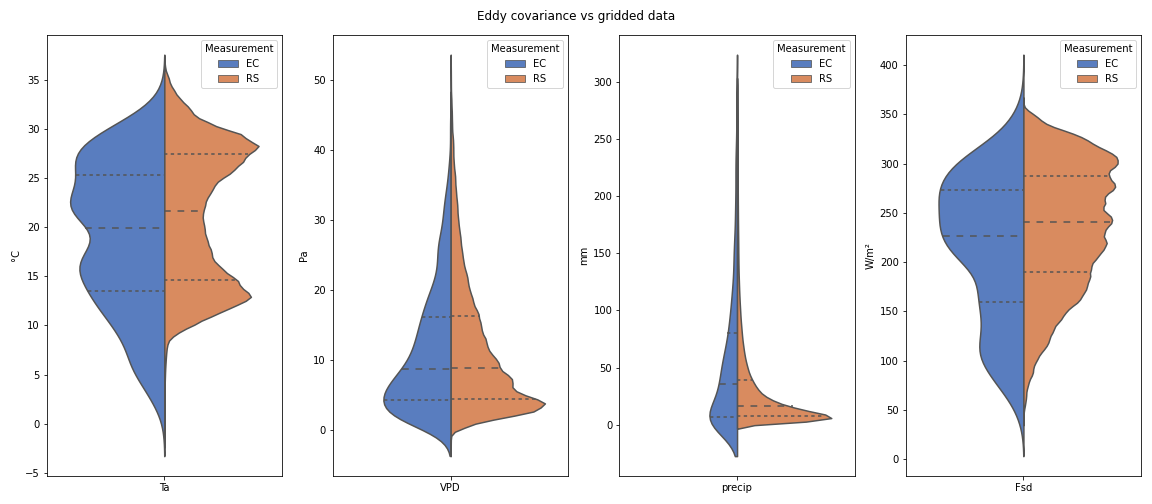 Eddy covariance vs gridded data
°C
35
30
25
20
15
10
5
0
−5
Ta
Measurement
EC
RS
Pa
50
40
30
20
10
0
VPD
Measurement
EC
RS
mm
300
250
200
150
100
50
0
precip
Measurement
EC
RS
W/m²
400
350
300
250
200
150
100
50
0
Fsd
Measurement
EC
RS